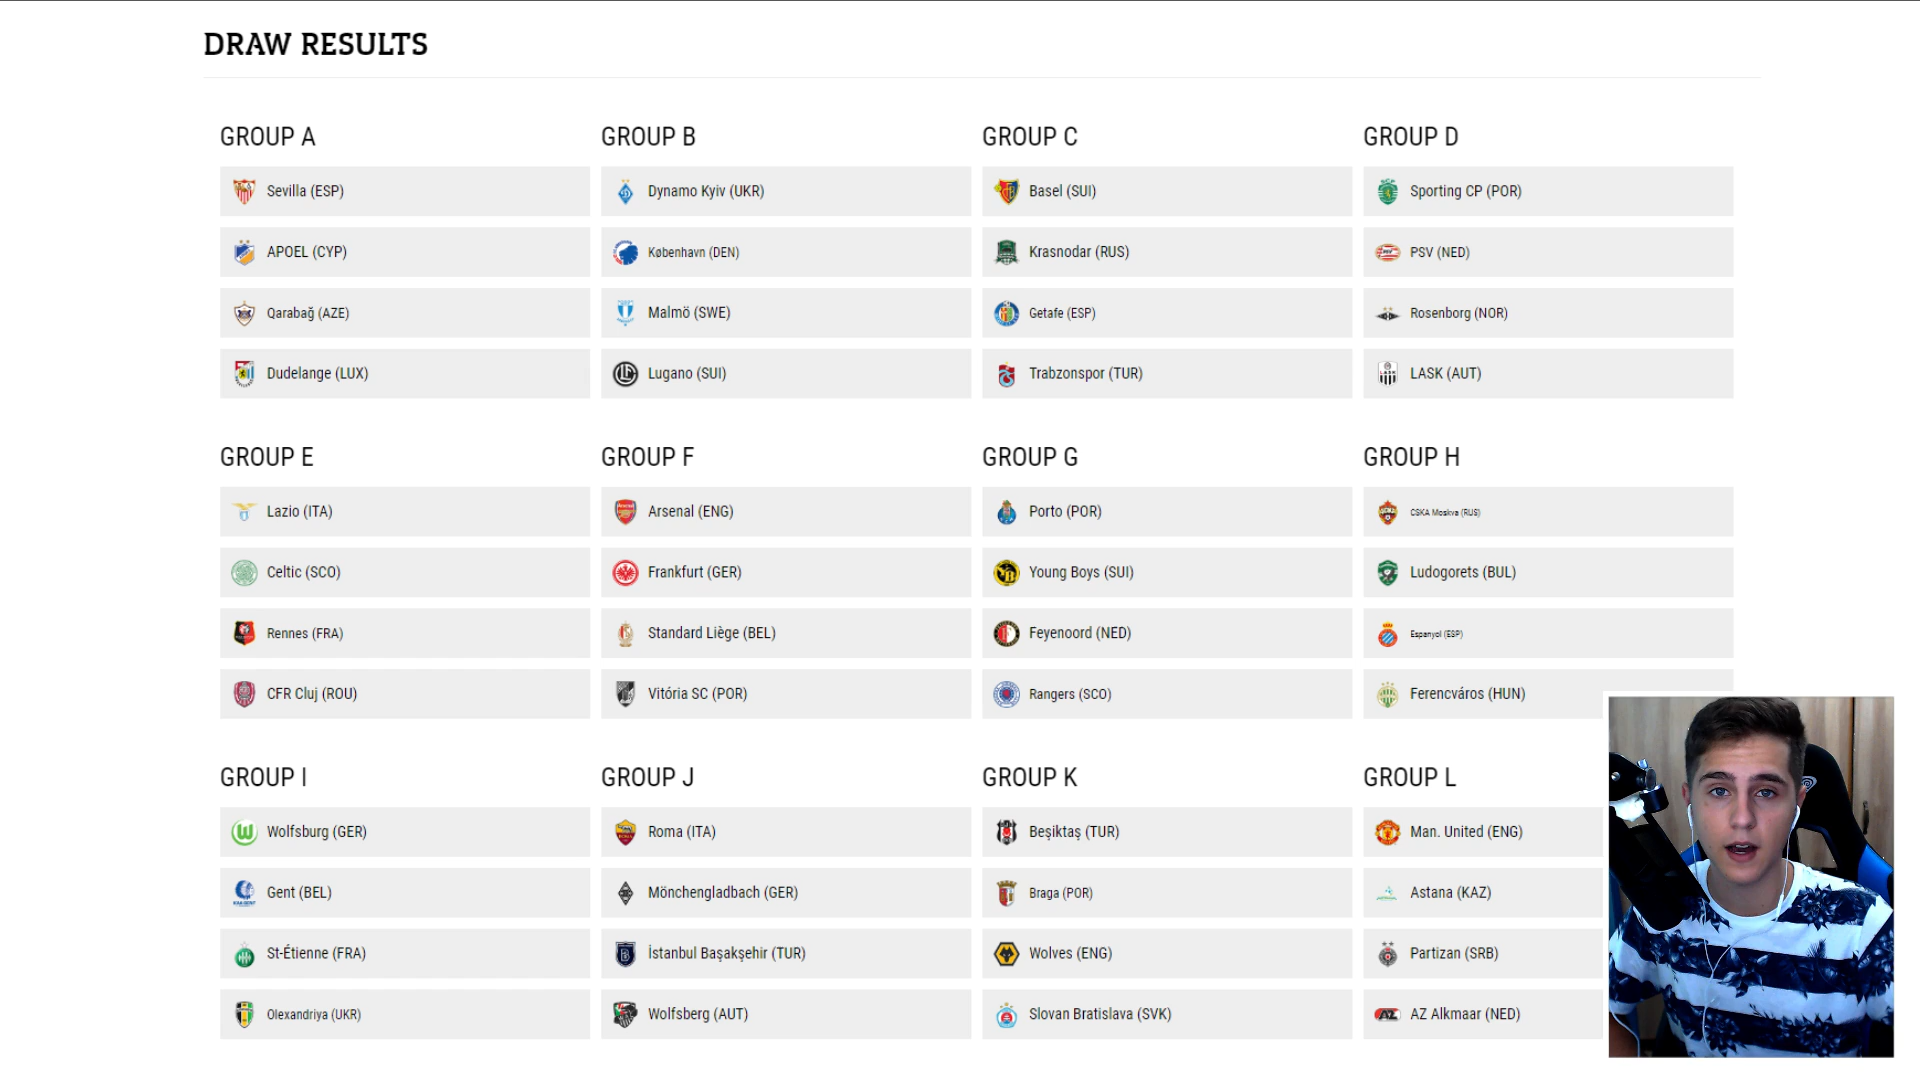 DRAW RESULTS
GROUP A
Sevilla (ESP)
APOEL (CYP)
Qarabağ (AZE)
Dudelange (LUX)
GROUP B
Dynamo Kyiv (UKR)
København (DEN)
Malmö (SWE)
Lugano (SUI)
GROUP C
Basel (SUI)
Krasnodar (RUS)
Getafe (ESP)
Trabzonspor (TUR)
GROUP D
Sporting CP (POR)
PSV (NED)
Rosenborg (NOR)
LASK (AUT)
GROUP E
Lazio (ITA)
Celtic (SCO)
Rennes (FRA)
CFR Cluj (ROU)
GROUP F
Arsenal (ENG)
Frankfurt (GER)
Standard Liège (BEL)
Vitória SC (POR)
GROUP G
Porto (POR)
Young Boys (SUI)
Feyenoord (NED)
Rangers (SCO)
GROUP H
CSKA Moskva (RUS)
Ludogorets (BUL)
Espanyol (ESP)
Ferencváros (HUN)
GROUP I
Wolfsburg (GER)
Gent (BEL)
St-Étienne (FRA)
Olexandriya (UKR)
GROUP J
Roma (ITA)
Mönchengladbach (GER)
İstanbul Başakşehir (TUR)
Wolfsberg (AUT)
GROUP K
Beşiktaş (TUR)
Braga (POR)
Wolves (ENG)
Slovan Bratislava (SVK)
GROUP L
Man. United (ENG)
Astana (KAZ)
Partizan (SRB)
AZ Alkmaar (NED)